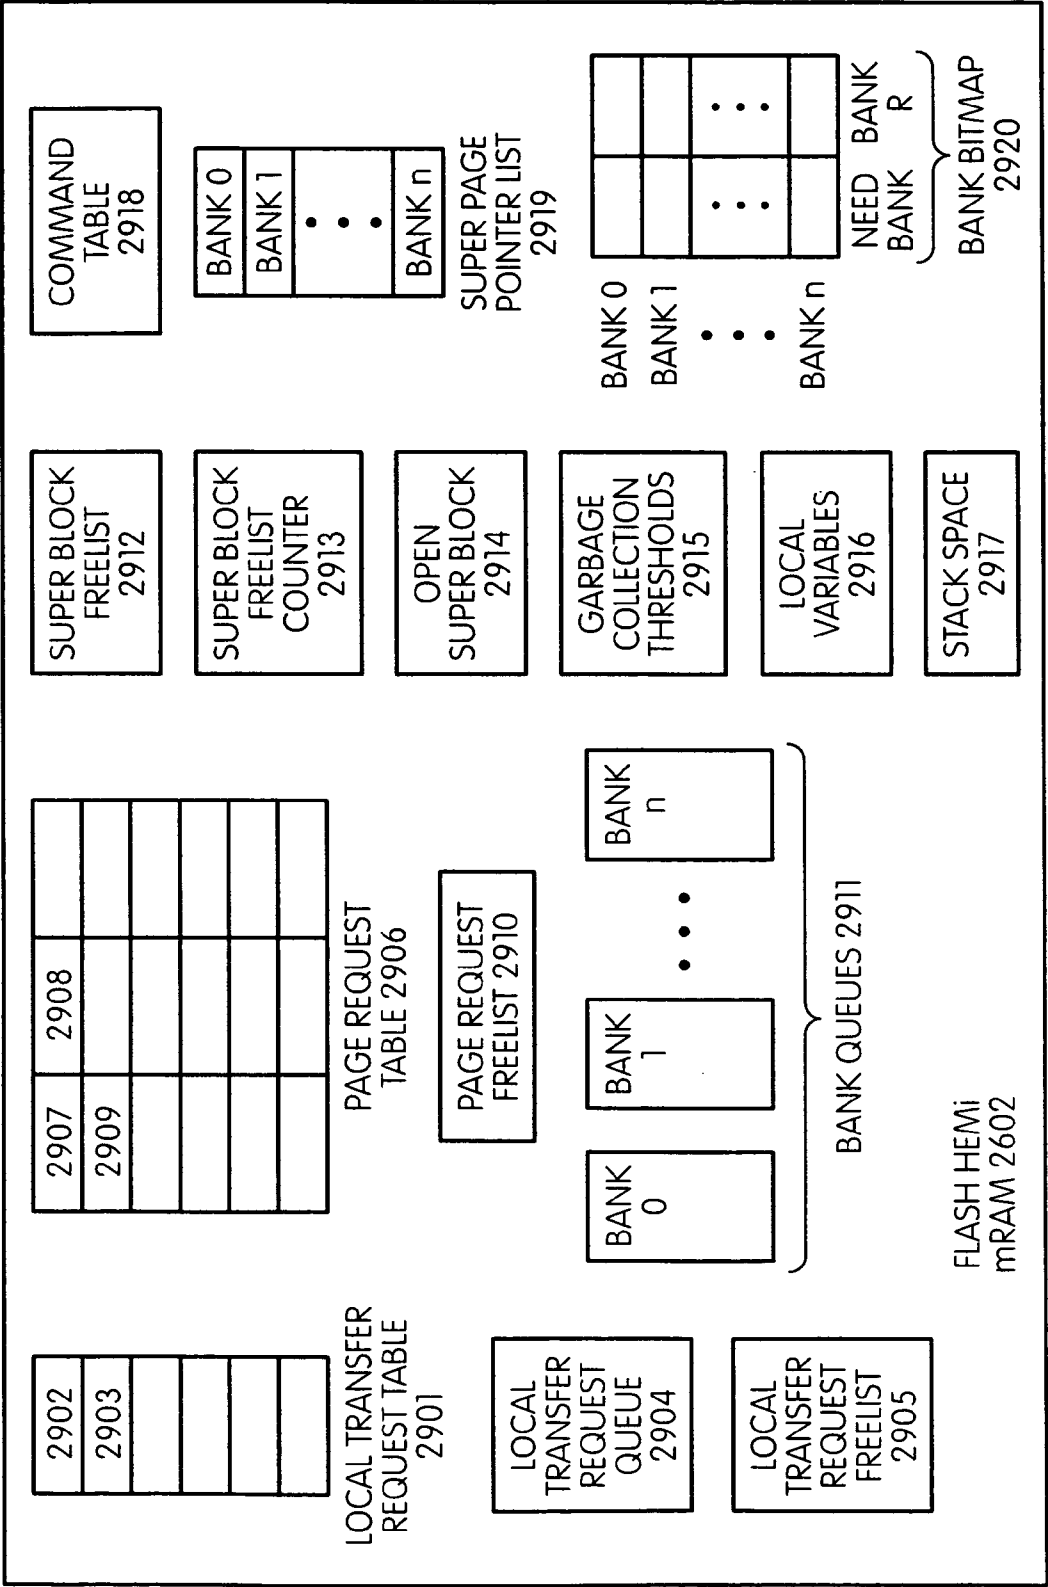 2902
2903
LOCAL TRANSFER
REQUEST TABLE
2901
LOCAL
TRANSFER
REQUEST
QUEUE
2904
LOCAL
TRANSFER
REQUEST
FREELIST
2905
2907
2908
2909
PAGE REQUEST
TABLE 2906
PAGE REQUEST
FREELIST 2910
BANK
0
BANK
1
BANK
n
BANK QUEUES 2911
FLASH HEMi
mRAM 2602
SUPER BLOCK
FREELIST
2912
SUPER BLOCK
FREELIST
COUNTER
2913
OPEN
SUPER BLOCK
2914
GARBAGE
COLLECTION
THRESHOLDS
2915
LOCAL
VARIABLES
2916
STACK SPACE
2917
COMMAND
TABLE
2918
BANK 0
BANK 1
BANK n
SUPER PAGE
POINTER LIST
2919
BANK 0
BANK 1
BANK n
NEED
BANK
BANK
R
BANK BITMAP
2920